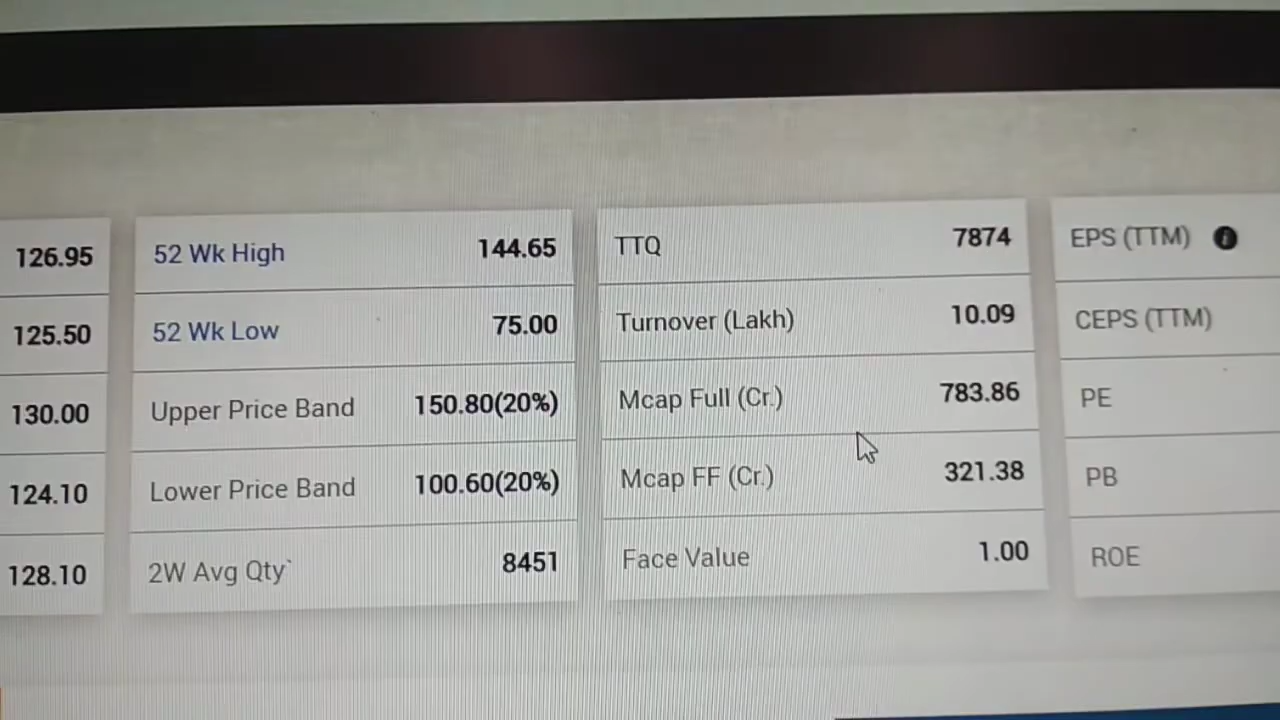 126.95
125.50
130.00
124.10
128.10
52 Wk High 144.65
52 Wk Low 75.00
Upper Price Band 150.80(20%)
Lower Price Band 100.60(20%)
2W Avg Qty` 8451
TTQ 7874
Turnover (Lakh) 10.09
Mcap Full (Cr.) 783.86
Mcap FF (Cr.) 321.38
Face Value 1.00
EPS (TTM) i
CEPS (TTM)
PE
PB
ROE